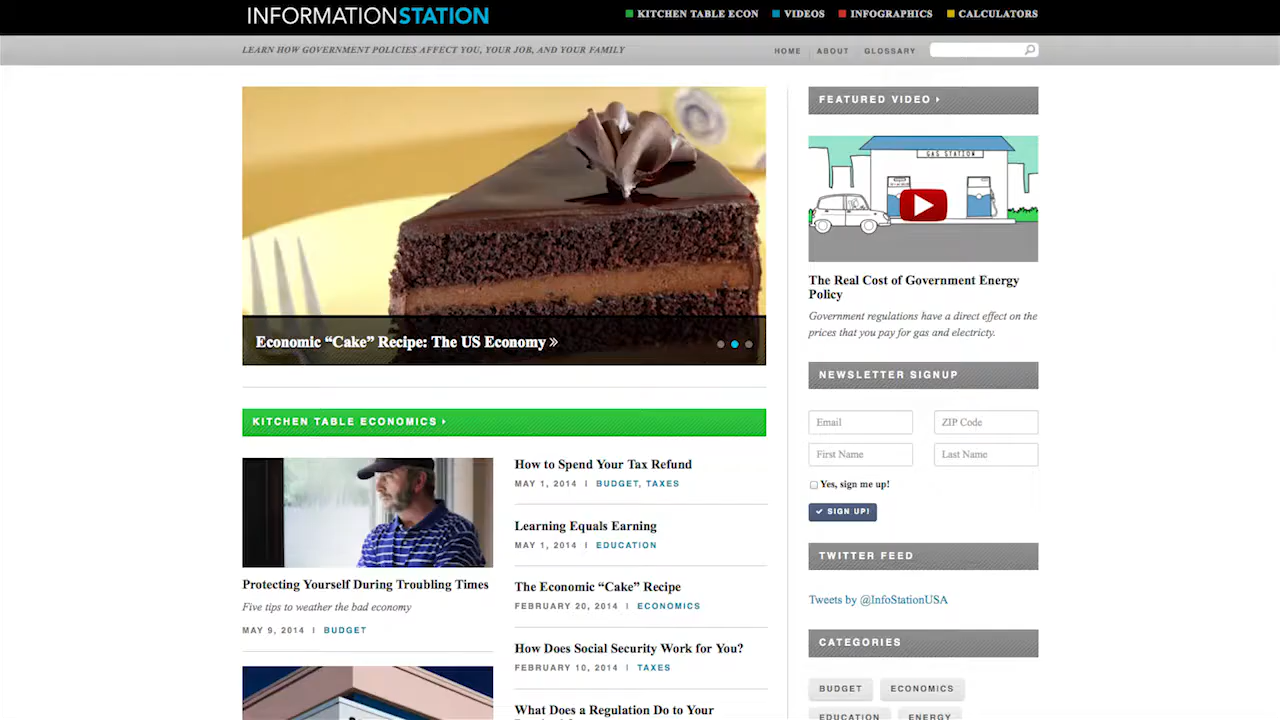 INFORMATIONSTATION
KITCHEN TABLE ECON
VIDEOS
INFOGRAPHICS
CALCULATORS
LEARN HOW GOVERNMENT POLICIES AFFECT YOU, YOUR JOB, AND YOUR FAMILY
HOME
ABOUT
GLOSSARY
Economic “Cake” Recipe: The US Economy »
KITCHEN TABLE ECONOMICS
Protecting Yourself During Troubling Times
Five tips to weather the bad economy
MAY 9, 2014 | BUDGET
How to Spend Your Tax Refund
MAY 1, 2014 | BUDGET, TAXES
Learning Equals Earning
MAY 1, 2014 | EDUCATION
The Economic “Cake” Recipe
FEBRUARY 20, 2014 | ECONOMICS
How Does Social Security Work for You?
FEBRUARY 10, 2014 | TAXES
What Does a Regulation Do to Your
FEATURED VIDEO
GAS STATION
The Real Cost of Government Energy
Policy
Government regulations have a direct effect on the
prices that you pay for gas and electricty.
NEWSLETTER SIGNUP
Email
ZIP Code
First Name
Last Name
Yes, sign me up!
SIGN UP!
TWITTER FEED
Tweets by @InfoStationUSA
CATEGORIES
BUDGET
ECONOMICS
EDUCATION
ENERGY